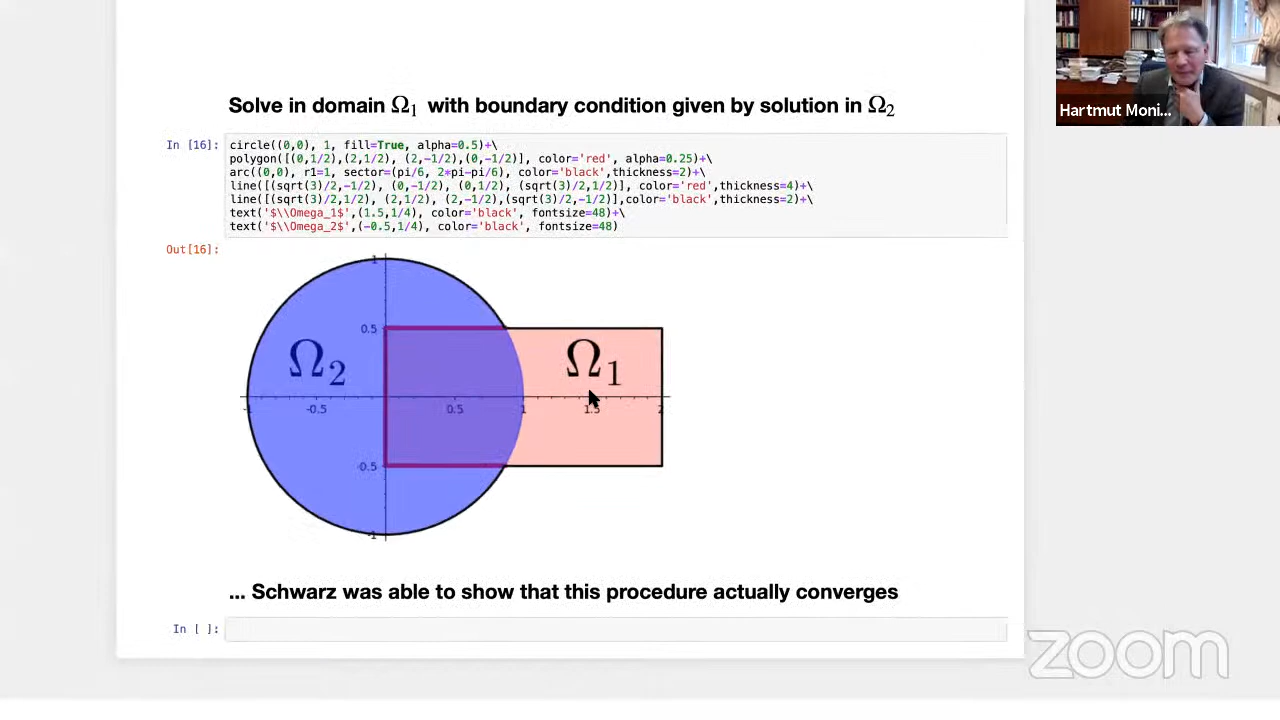 Solve in domain Ω₁ with boundary condition given by solution in Ω₂
In [16]:
circle((0,0), 1, fill=True, alpha=0.5)+\
polygon([(0,1/2),(2,1/2), (2,-1/2),(0,-1/2)], color='red', alpha=0.25)+\
arc((0,0), r1=1, sector=(pi/6, 2*pi-pi/6), color='black',thickness=2)+\
line([(sqrt(3)/2,-1/2), (0,-1/2), (0,1/2), (sqrt(3)/2,1/2)], color='red',thickness=4)+\
line([(sqrt(3)/2,1/2), (2,1/2), (2,-1/2),(sqrt(3)/2,-1/2)],color='black',thickness=2)+\
text('$\\Omega_1$',(1.5,1/4), color='black', fontsize=48)+\
text('$\\Omega_2$',(-0.5,1/4), color='black', fontsize=48)
Out[16]:
1
0.5
Ω₂
Ω₁
-1
-0.5
0.5
1
1.5
2
-0.5
-1
... Schwarz was able to show that this procedure actually converges
In [ ]:
Hartmut Moni...
zoom